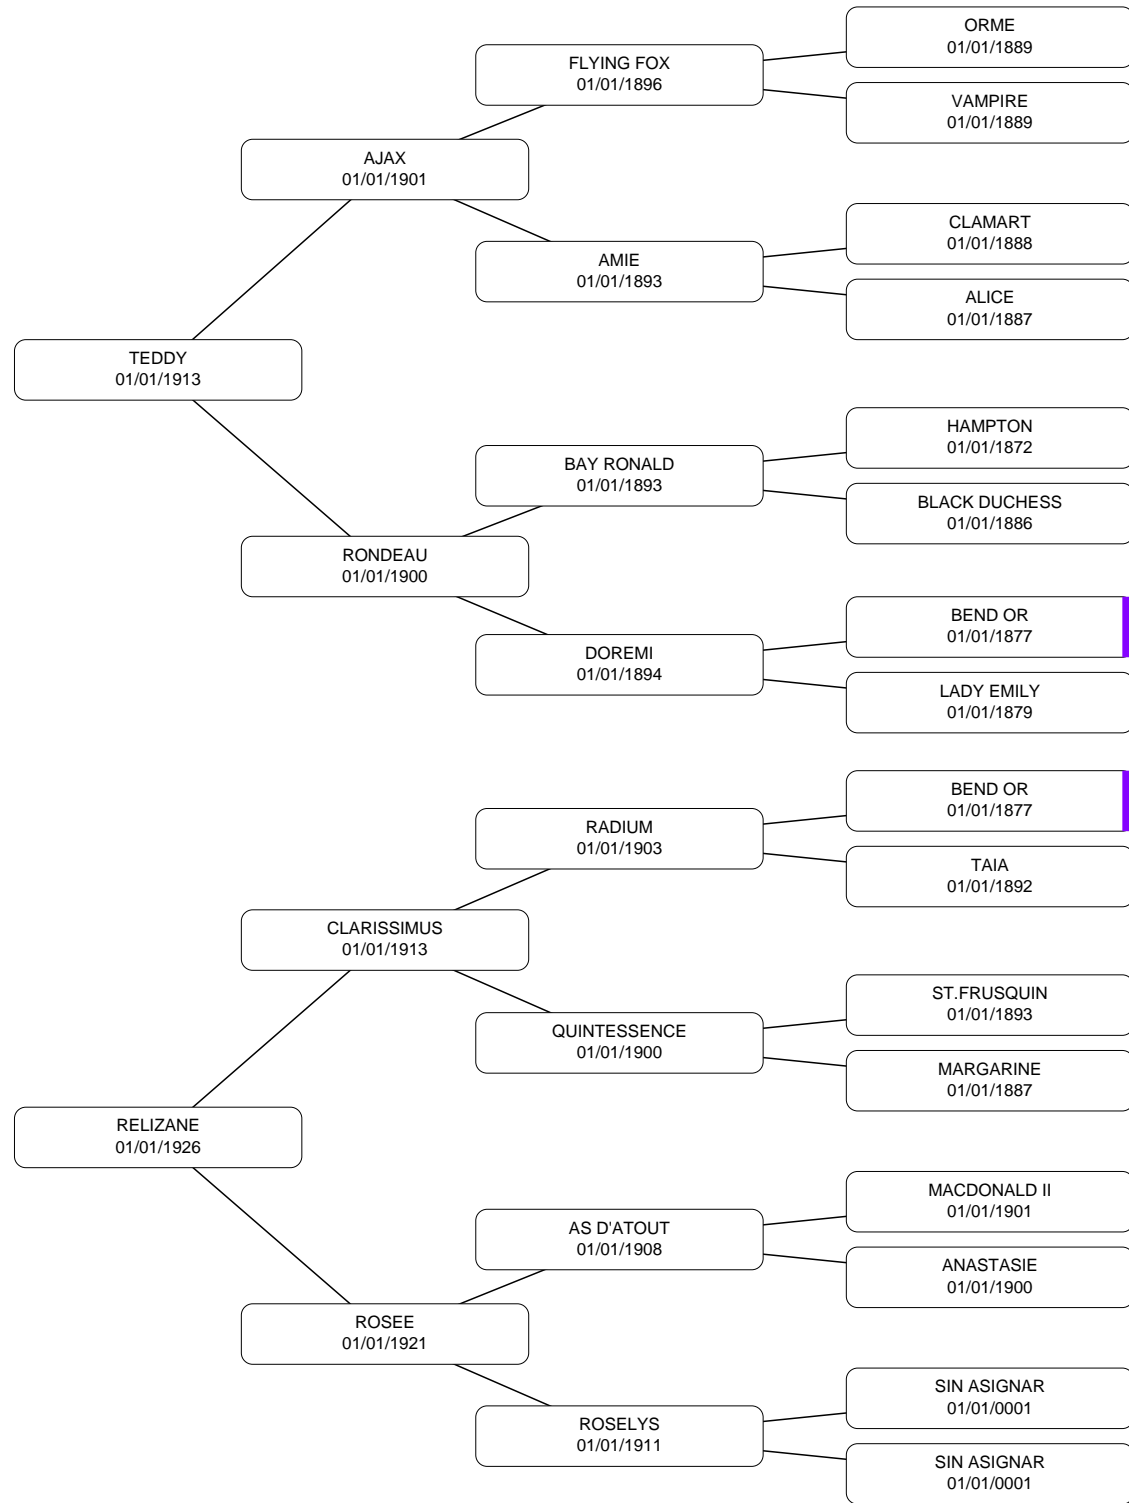 ORME
01/01/1889
FLYING FOX
01/01/1896
VAMPIRE
01/01/1889
AJAX
01/01/1901
CLAMART
01/01/1888
AMIE
01/01/1893
ALICE
01/01/1887
TEDDY
01/01/1913
HAMPTON
01/01/1872
BAY RONALD
01/01/1893
BLACK DUCHESS
01/01/1886
RONDEAU
01/01/1900
BEND OR
01/01/1877
DOREMI
01/01/1894
LADY EMILY
01/01/1879
BEND OR
01/01/1877
RADIUM
01/01/1903
TAIA
01/01/1892
CLARISSIMUS
01/01/1913
ST.FRUSQUIN
01/01/1893
QUINTESSENCE
01/01/1900
MARGARINE
01/01/1887
RELIZANE
01/01/1926
MACDONALD II
01/01/1901
AS D'ATOUT
01/01/1908
ANASTASIE
01/01/1900
ROSEE
01/01/1921
SIN ASIGNAR
01/01/0001
ROSELYS
01/01/1911
SIN ASIGNAR
01/01/0001